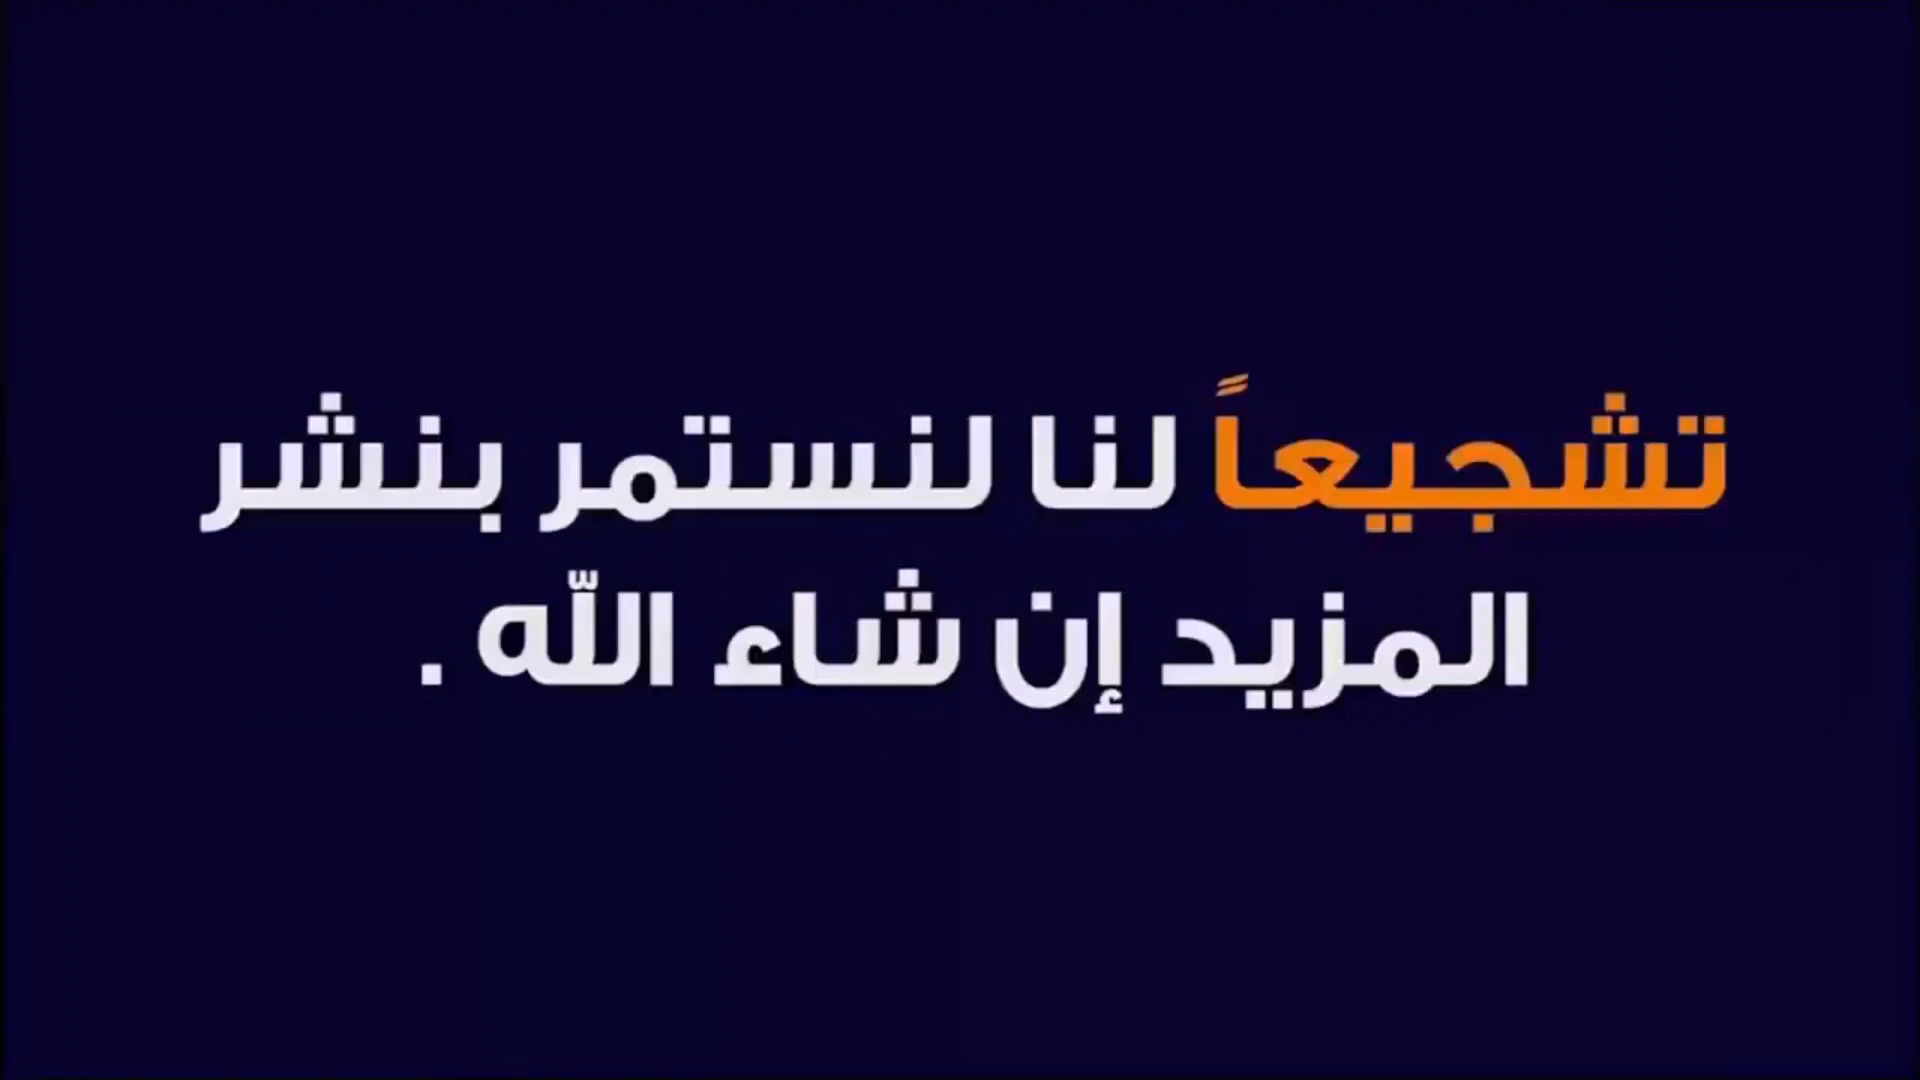 تشجيعاً لنا لنستمر بنشر
المزيد إن شاء اللّه .